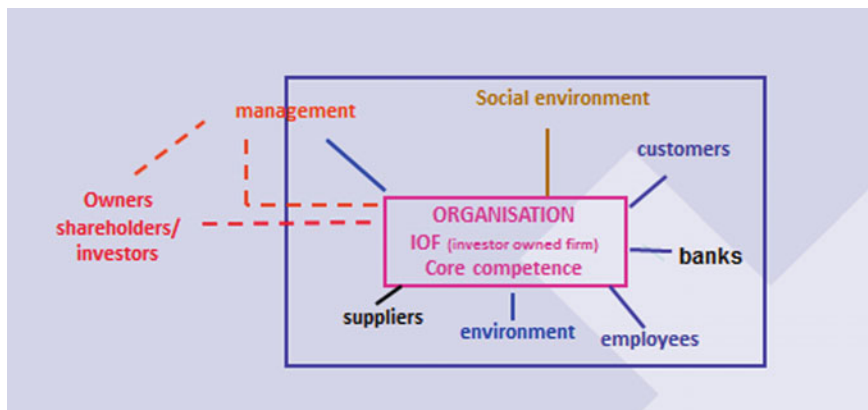 Social environment
management
customers
Owners
shareholders/
investors
ORGANISATION
IOF (investor owned firm)
Core competence
banks
suppliers
environment
employees